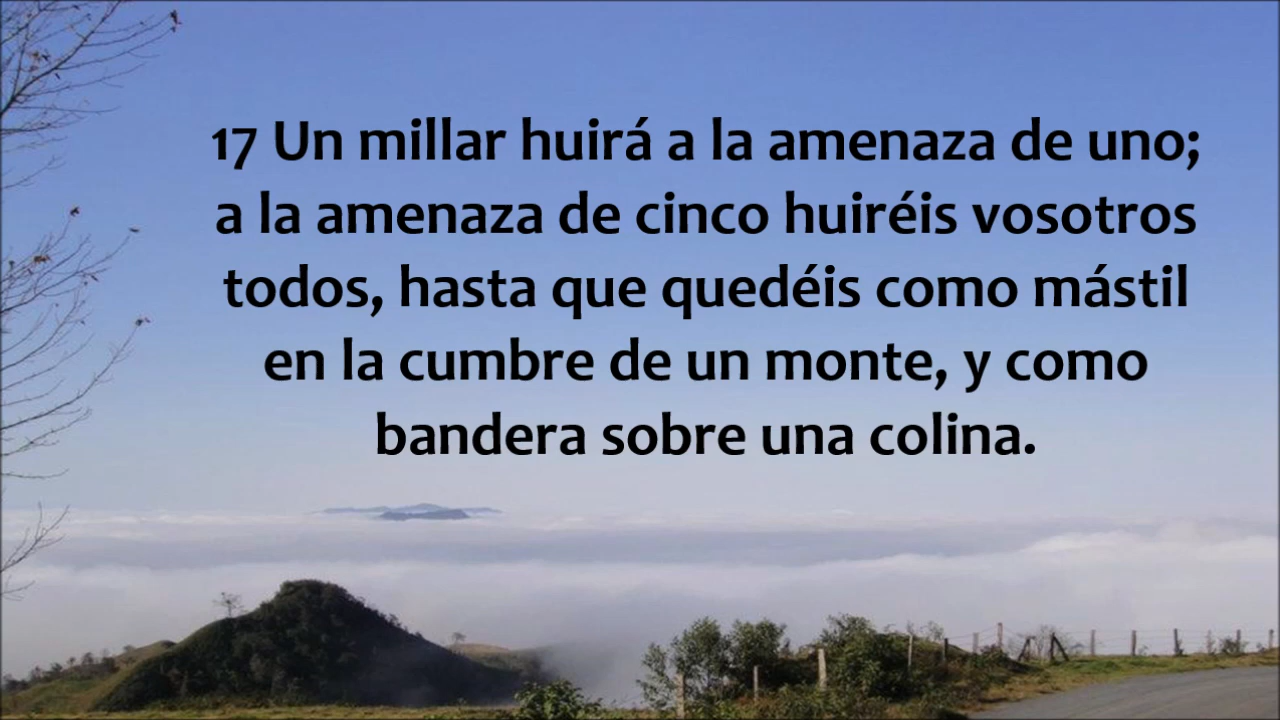 17 Un millar huirá a la amenaza de uno;
a la amenaza de cinco huiréis vosotros
todos, hasta que quedéis como mástil
en la cumbre de un monte, y como
bandera sobre una colina.